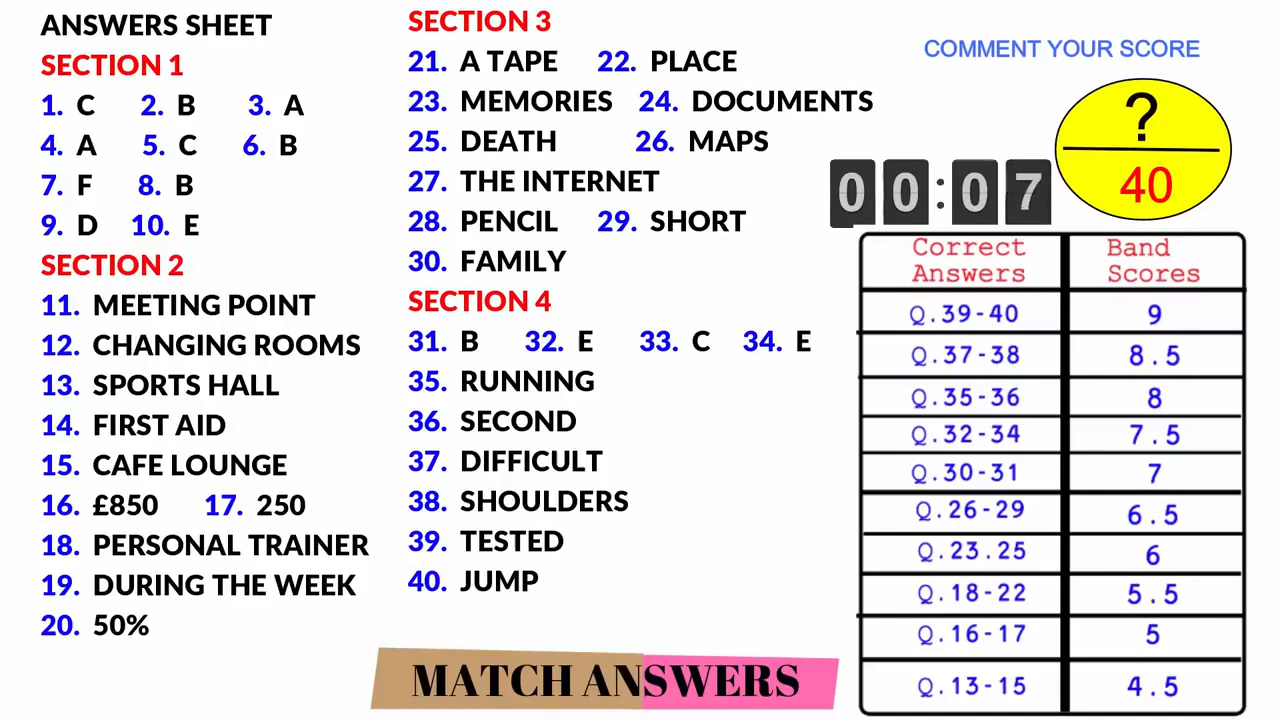 ANSWERS SHEET
SECTION 1
1. C 2. B 3. A
4. A 5. C 6. B
7. F 8. B
9. D 10. E
SECTION 2
11. MEETING POINT
12. CHANGING ROOMS
13. SPORTS HALL
14. FIRST AID
15. CAFE LOUNGE
16. £850 17. 250
18. PERSONAL TRAINER
19. DURING THE WEEK
20. 50%
SECTION 3
21. A TAPE 22. PLACE
23. MEMORIES 24. DOCUMENTS
25. DEATH 26. MAPS
27. THE INTERNET
28. PENCIL 29. SHORT
30. FAMILY
SECTION 4
31. B 32. E 33. C 34. E
35. RUNNING
36. SECOND
37. DIFFICULT
38. SHOULDERS
39. TESTED
40. JUMP
MATCH ANSWERS
COMMENT YOUR SCORE
?
40
00:07
Correct Answers Band Scores
Q.39-40 9
Q.37-38 8.5
Q.35-36 8
Q.32-34 7.5
Q.30-31 7
Q.26-29 6.5
Q.23.25 6
Q.18-22 5.5
Q.16-17 5
Q.13-15 4.5